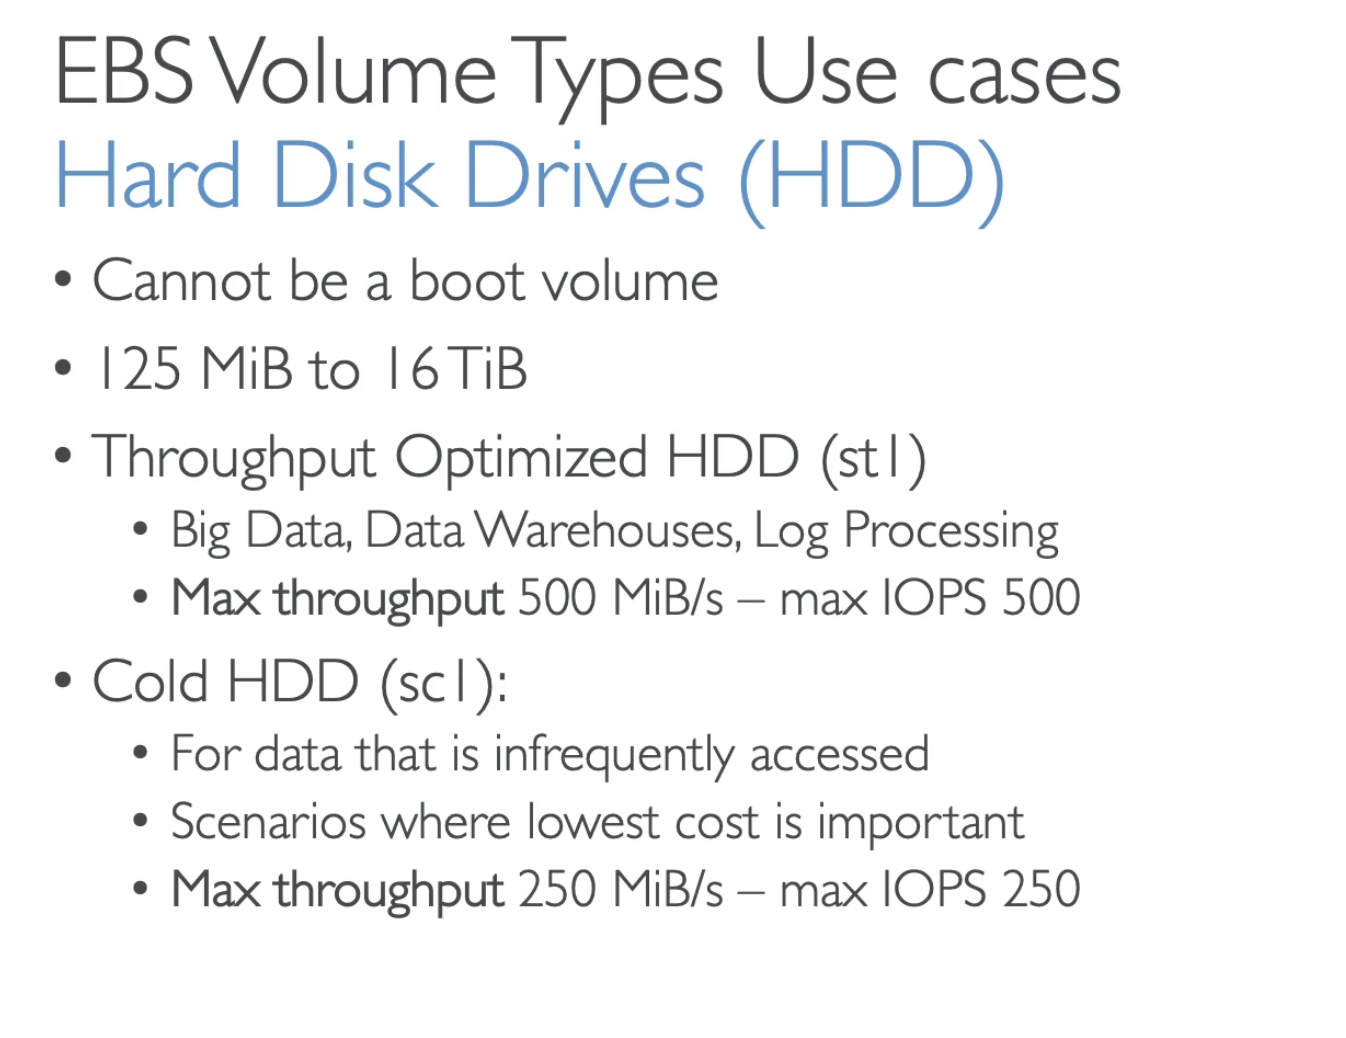 EBS Volume Types Use cases
Hard Disk Drives (HDD)
• Cannot be a boot volume
• 125 MiB to 16 TiB
• Throughput Optimized HDD (st1)
• Big Data, Data Warehouses, Log Processing
• Max throughput 500 MiB/s – max IOPS 500
• Cold HDD (sc1):
• For data that is infrequently accessed
• Scenarios where lowest cost is important
• Max throughput 250 MiB/s – max IOPS 250